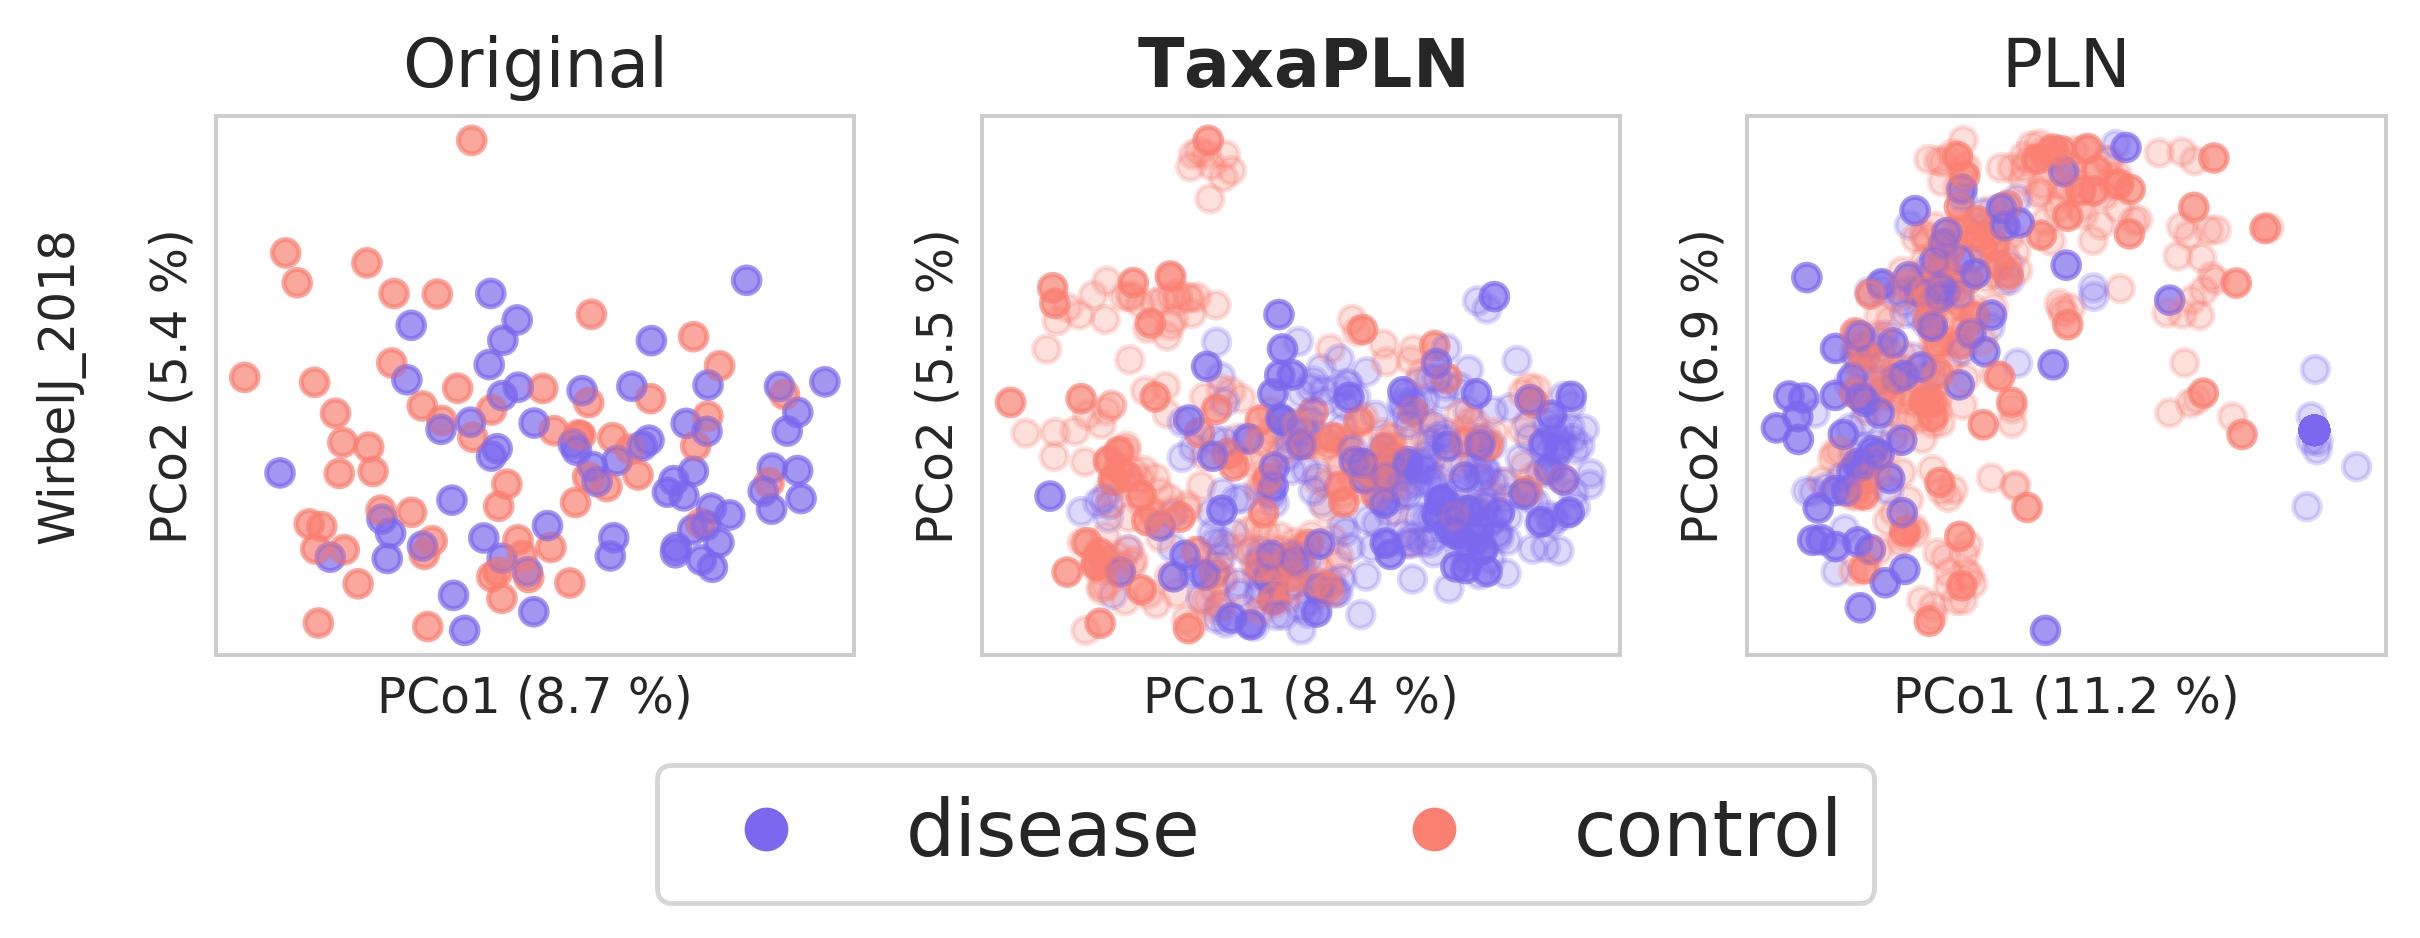 Original
TaxaPLN
PLN
WirbelJ_2018
PCo2 (5.4 %)
PCo2 (5.5 %)
PCo2 (6.9 %)
PCo1 (8.7 %)
PCo1 (8.4 %)
PCo1 (11.2 %)
disease
control